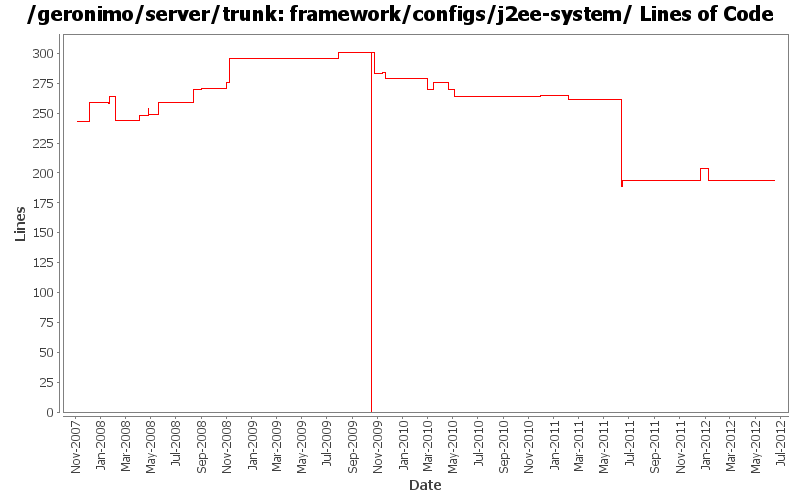 /geronimo/server/trunk: framework/configs/j2ee-system/ Lines of Code
300
275
250
225
200
175
150
125
100
75
50
25
0
Lines
Nov-2007
Jan-2008
Mar-2008
May-2008
Jul-2008
Sep-2008
Nov-2008
Jan-2009
Mar-2009
May-2009
Jul-2009
Sep-2009
Nov-2009
Jan-2010
Mar-2010
May-2010
Jul-2010
Sep-2010
Nov-2010
Jan-2011
Mar-2011
May-2011
Jul-2011
Sep-2011
Nov-2011
Jan-2012
Mar-2012
May-2012
Jul-2012
Date